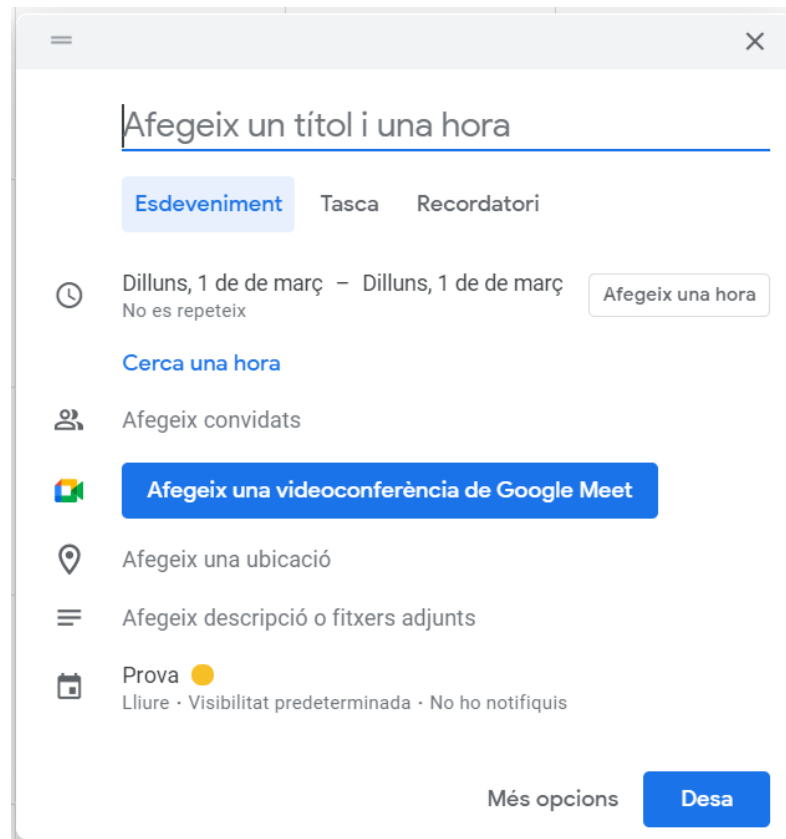 Afegeix un títol i una hora
Esdeveniment Tasca Recordatori
Dilluns, 1 de de març – Dilluns, 1 de de març Afegeix una hora
No es repeteix
Cerca una hora
Afegeix convidats
Afegeix una videoconferència de Google Meet
Afegeix una ubicació
Afegeix descripció o fitxers adjunts
Prova
Lliure · Visibilitat predeterminada · No ho notifiquis
Més opcions Desa